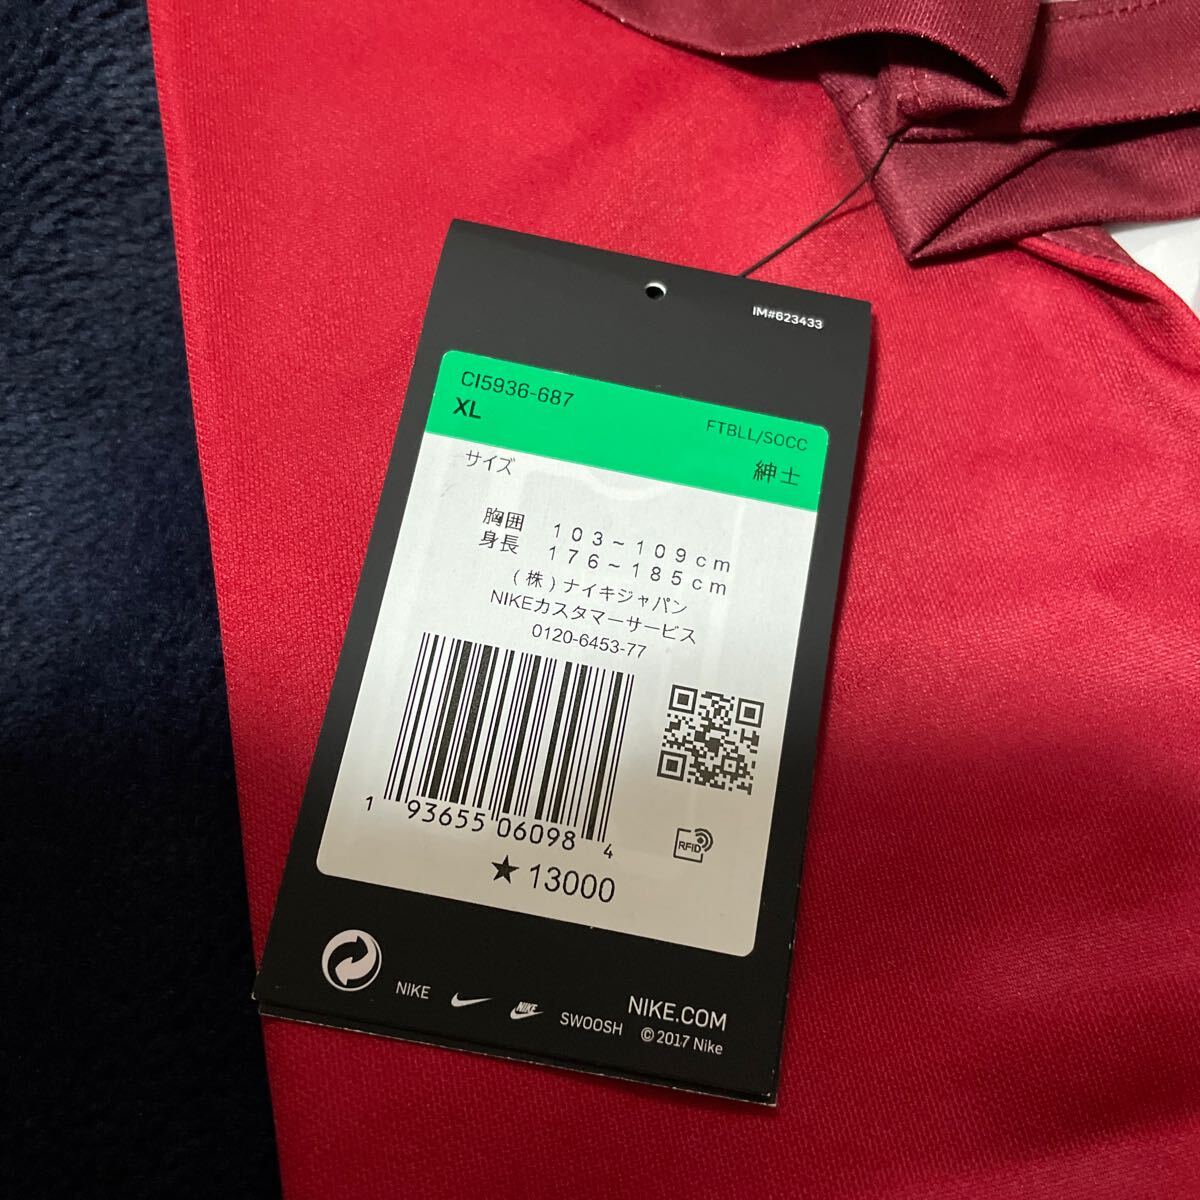 IM#623433
CI5936-687
XL
FTBLL/SOCC
サイズ
紳士
胸囲 103~109cm
身長 176~185cm
(株)ナイキジャパン
NIKEカスタマーサービス
0120-6453-77
1 93655 06098 4
RFID
★13000
NIKE
NIKE
SWOOSH
NIKE.COM
© 2017 Nike